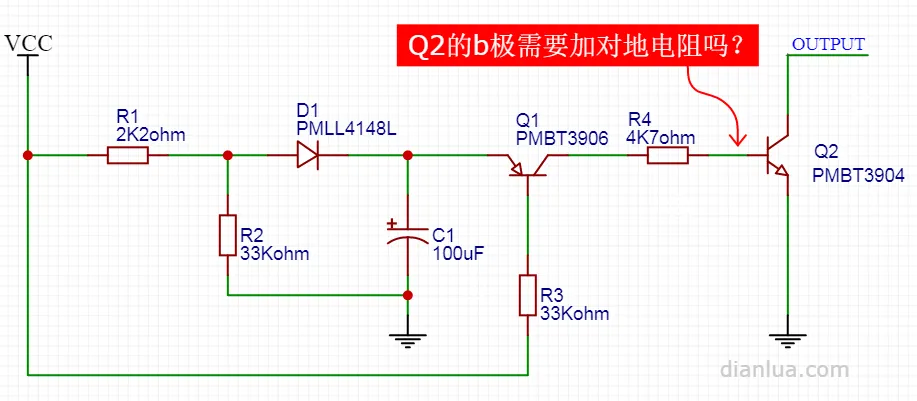 Q2的b极需要加对地电阻吗？
VCC
OUTPUT
R1
2K2ohm
D1
PMLL4148L
Q1
PMBT3906
R4
4K7ohm
Q2
PMBT3904
R2
33Kohm
+
C1
100uF
R3
33Kohm
dianlua.com